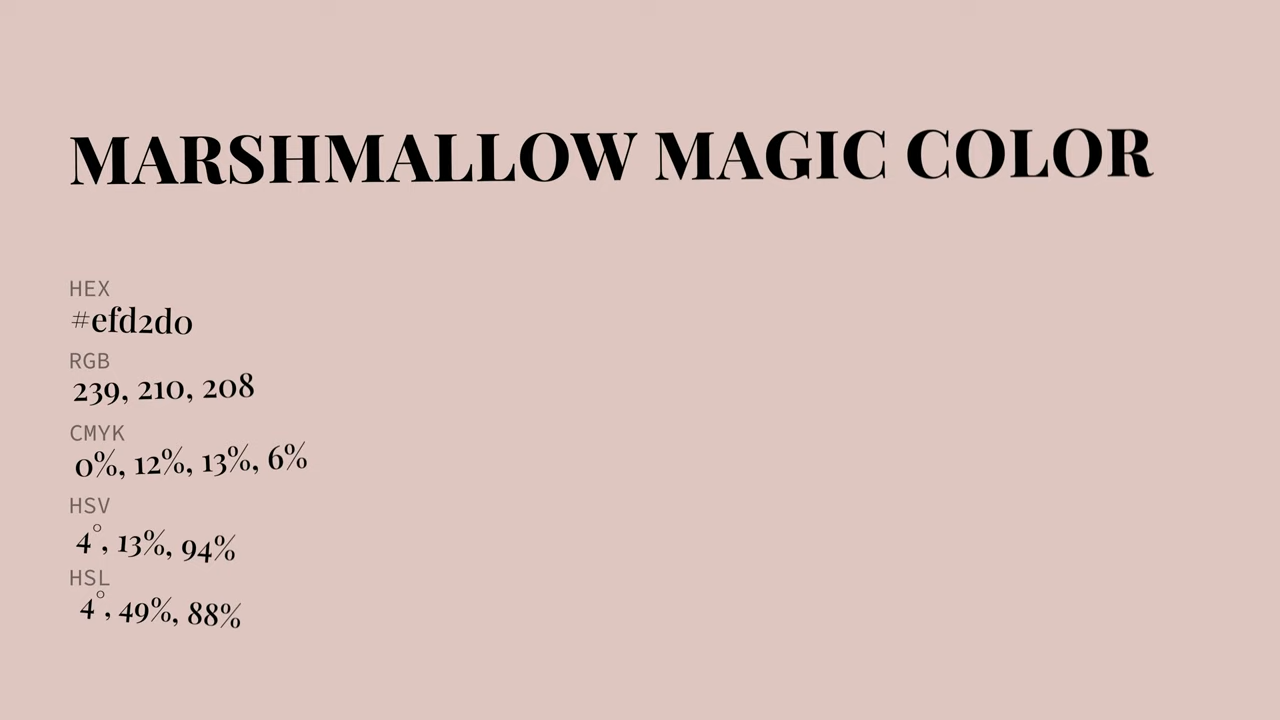 MARSHMALLOW MAGIC COLOR
HEX
#efd2d0
RGB
239, 210, 208
CMYK
0%, 12%, 13%, 6%
HSV
4°, 13%, 94%
HSL
4°, 49%, 88%